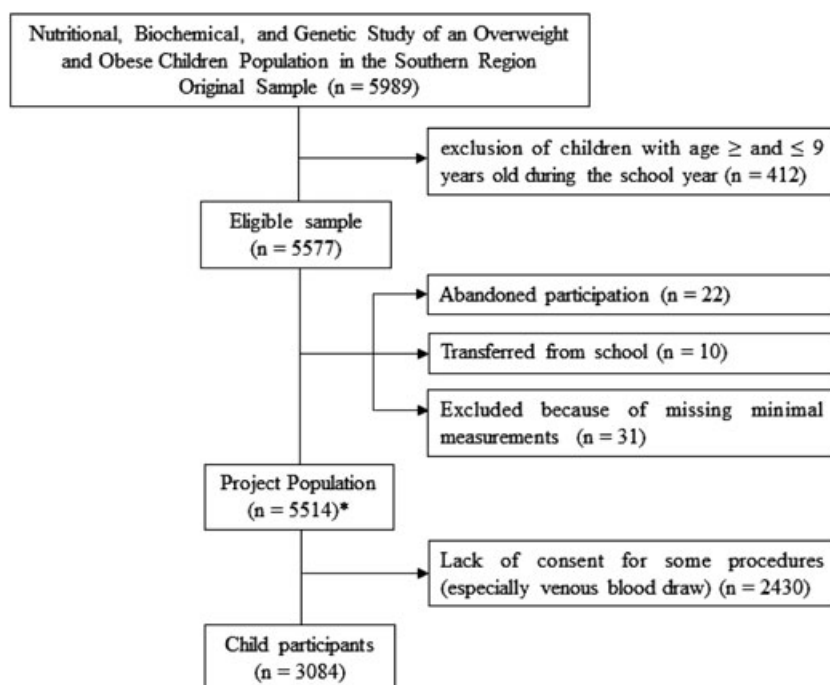 Nutritional, Biochemical, and Genetic Study of an Overweight
and Obese Children Population in the Southern Region
Original Sample (n = 5989)
exclusion of children with age ≥ and ≤ 9
years old during the school year (n = 412)
Eligible sample
(n = 5577)
Abandoned participation (n = 22)
Transferred from school (n = 10)
Excluded because of missing minimal
measurements (n = 31)
Project Population
(n = 5514)*
Lack of consent for some procedures
(especially venous blood draw) (n = 2430)
Child participants
(n = 3084)